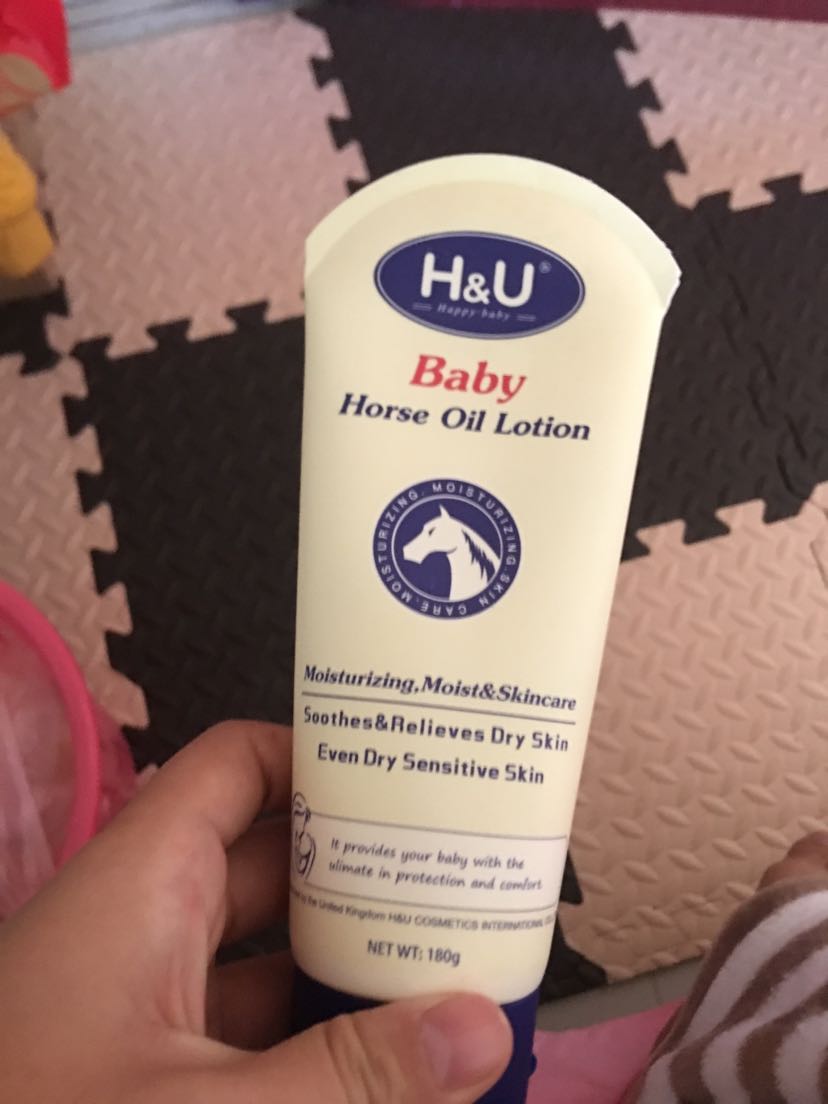 H&U®
Happy baby
Baby
Horse Oil Lotion
MOISTURIZING. MOISTURIZING. SKIN CARE.
Moisturizing,Moist&Skincare
Soothes&Relieves Dry Skin
Even Dry Sensitive Skin
It provides your baby with the
ulimate in protection and comfort
the United Kingdom H&U COSMETICS INTERNATIONAL
NET WT: 180g